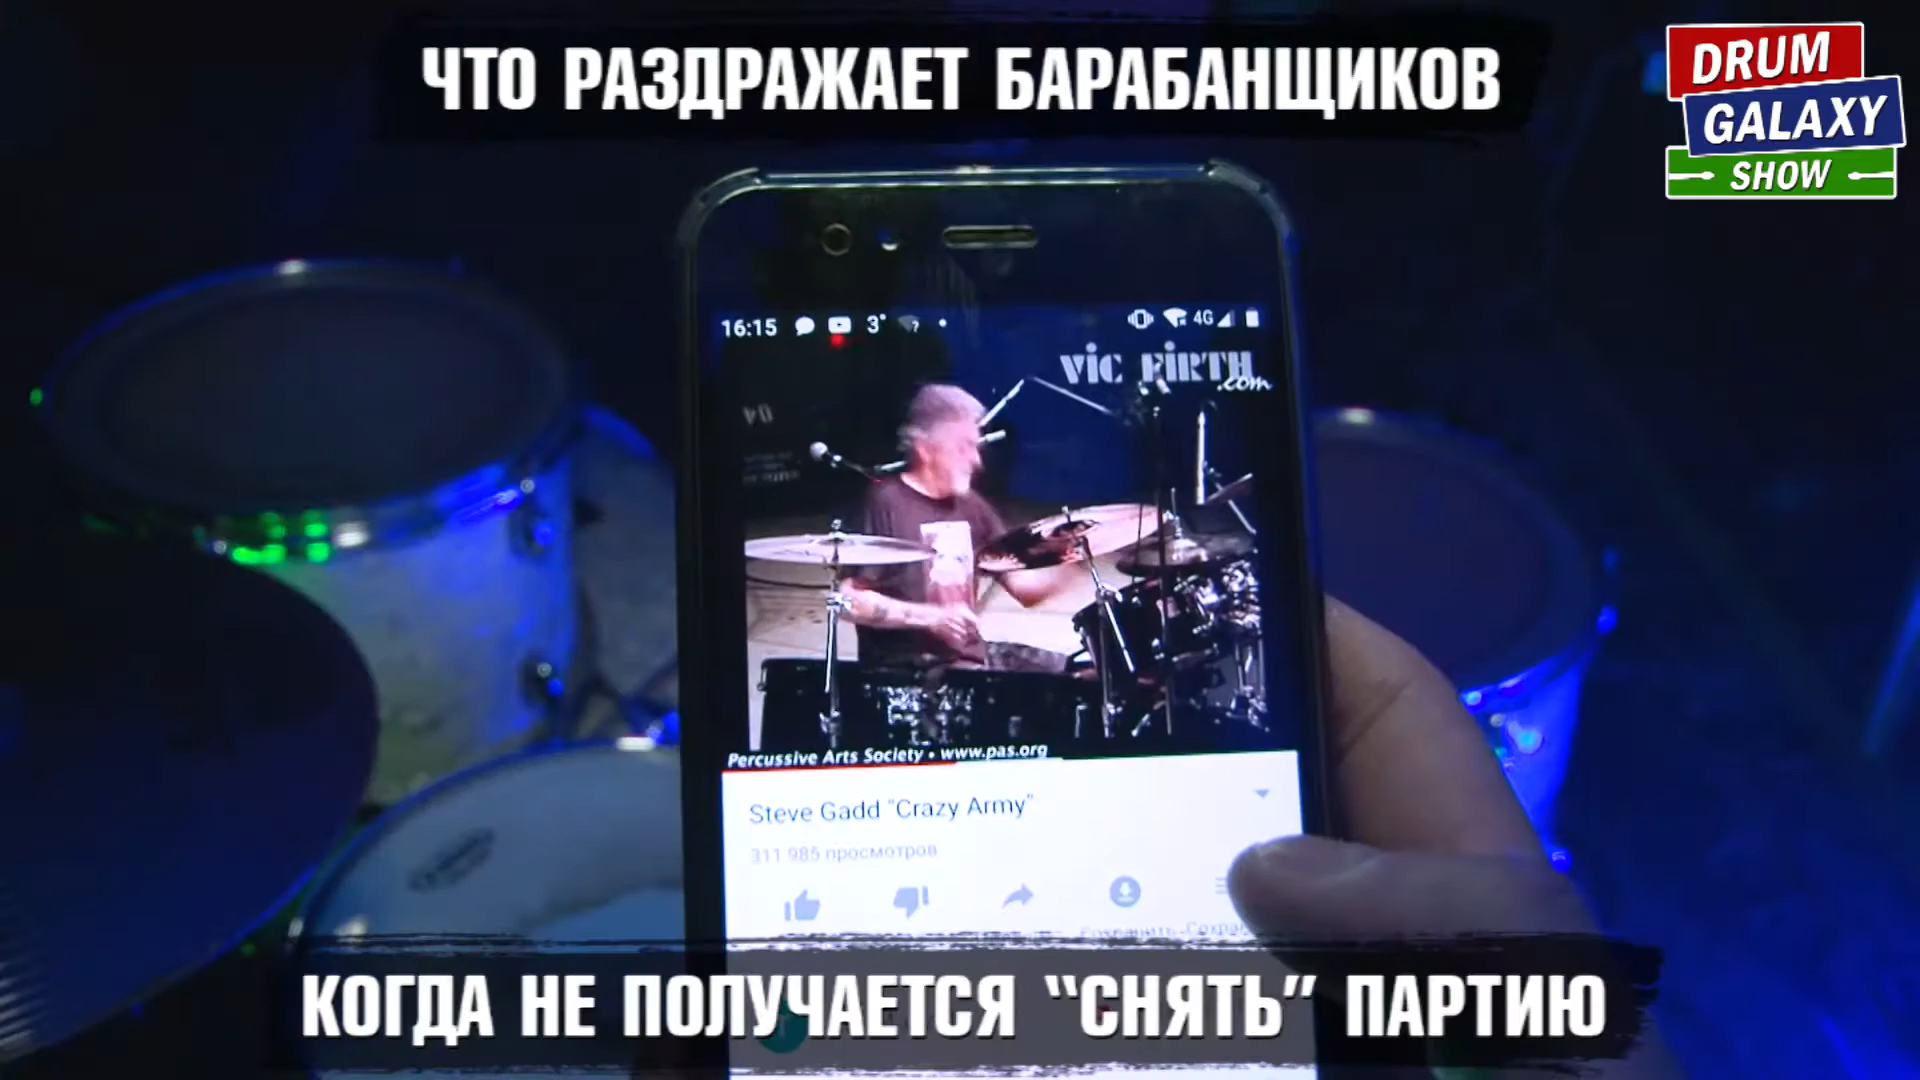 ЧТО РАЗДРАЖАЕТ БАРАБАНЩИКОВ
DRUM
GALAXY
SHOW
16:15 3° 4G
VIC FIRTH
.com
Percussive Arts Society • www.pas.org
Steve Gadd "Crazy Army"
311 985 просмотров
КОГДА НЕ ПОЛУЧАЕТСЯ “СНЯТЬ” ПАРТИЮ